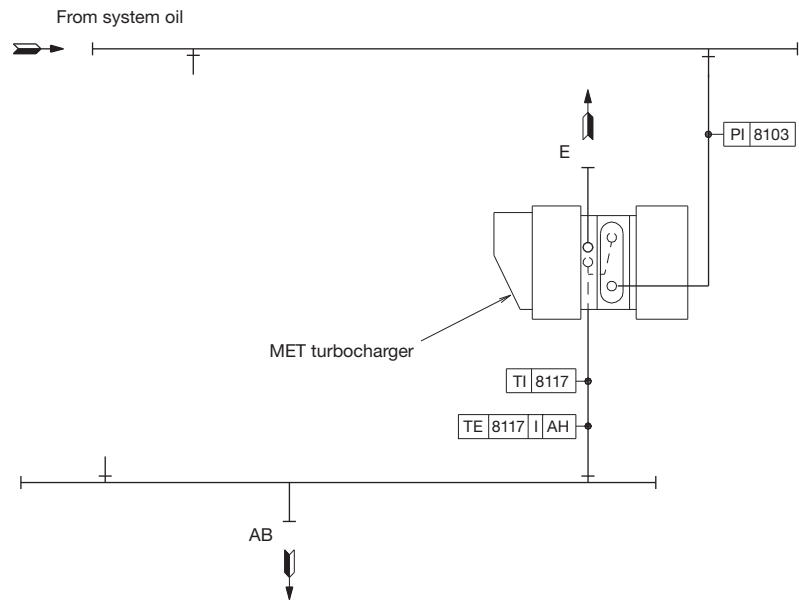 From system oil
E
PI 8103
MET turbocharger
TI 8117
TE 8117 I AH
AB